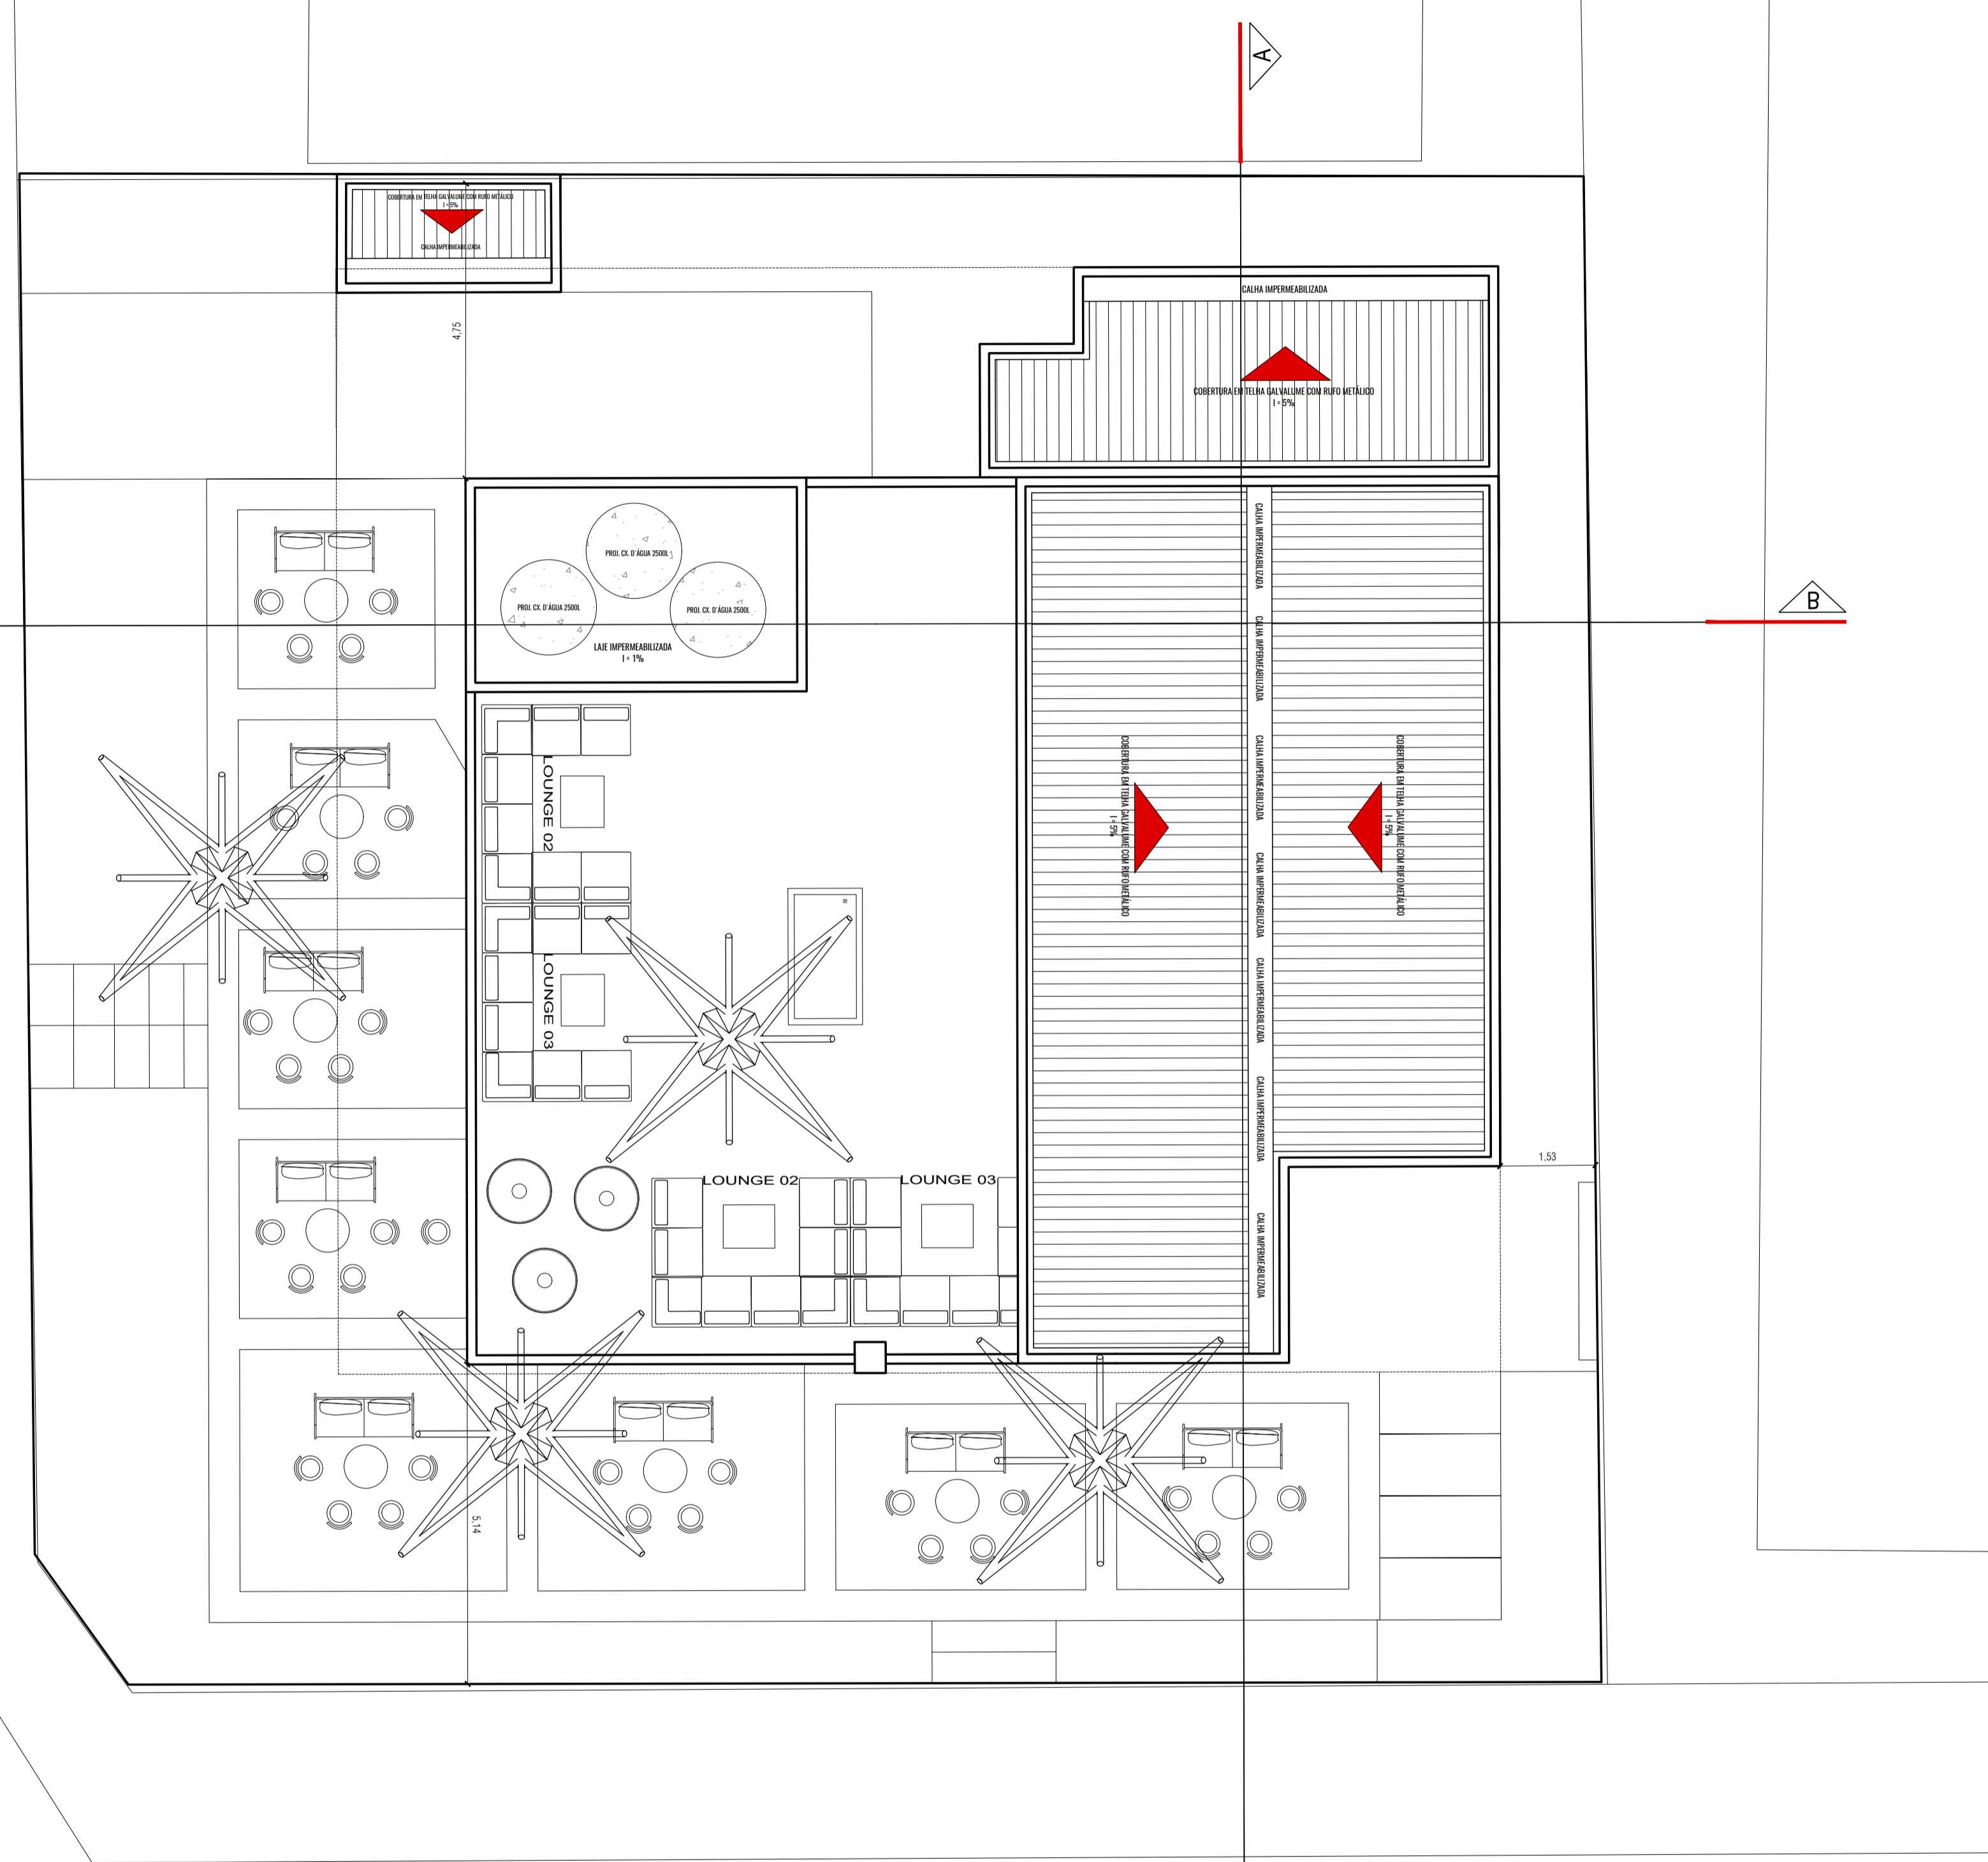 A
COBERTURA EM TELHA GALVALUME COM RUFO METÁLICO
I = 5%
CALHA IMPERMEABILIZADA
CALHA IMPERMEABILIZADA
4,75
COBERTURA EM TELHA GALVALUME COM RUFO METÁLICO
I = 5%
PROJ. CX. D'ÁGUA 2500L
PROJ. CX. D'ÁGUA 2500L
PROJ. CX. D'ÁGUA 2500L
LAJE IMPERMEABILIZADA
I = 1%
B
CALHA IMPERMEABILIZADA
CALHA IMPERMEABILIZADA
CALHA IMPERMEABILIZADA
CALHA IMPERMEABILIZADA
CALHA IMPERMEABILIZADA
CALHA IMPERMEABILIZADA
CALHA IMPERMEABILIZADA
COBERTURA EM TELHA GALVALUME COM RUFO METÁLICO
I = 5%
COBERTURA EM TELHA GALVALUME COM RUFO METÁLICO
I = 5%
LOUNGE 02
LOUNGE 03
1,53
LOUNGE 02
LOUNGE 03
5,14